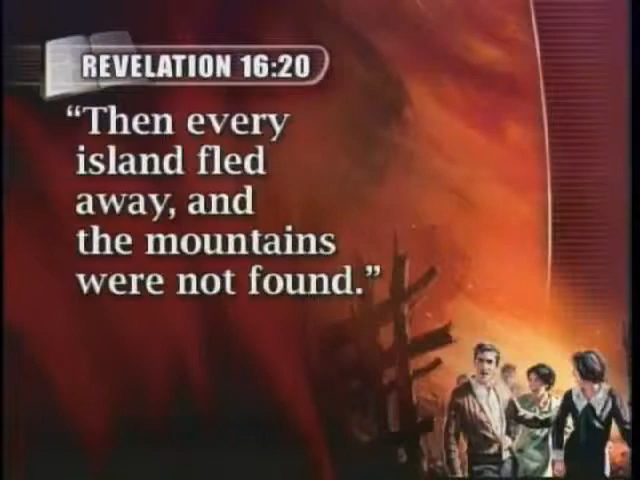 REVELATION 16:20
“Then every
island fled
away, and
the mountains
were not found.”